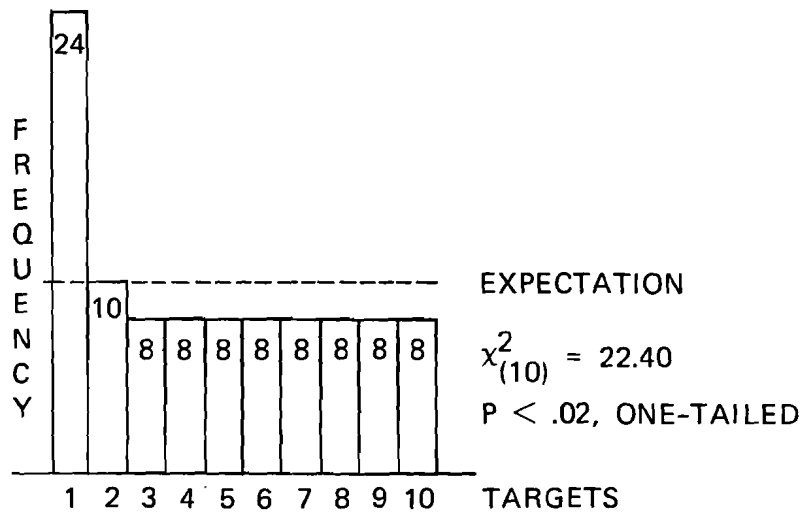 24
FREQUENCY
10
8 8 8 8 8 8 8 8
EXPECTATION
χ²(10) = 22.40
P < .02, ONE-TAILED
1 2 3 4 5 6 7 8 9 10 TARGETS